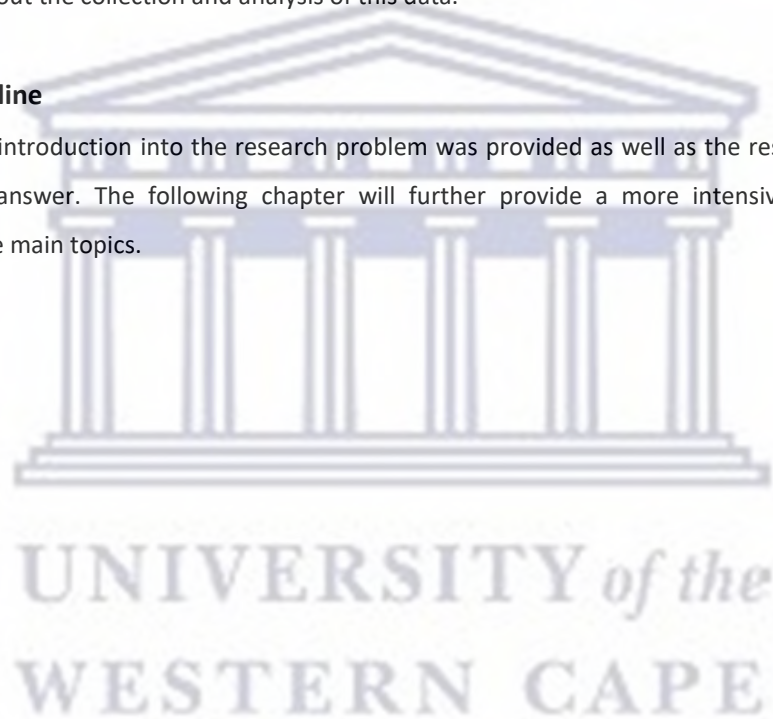 out the collection and analysis of this data.
line
introduction into the research problem was provided as well as the res
answer. The following chapter will further provide a more intensiv
e main topics.
UNIVERSITY of the
WESTERN CAPE